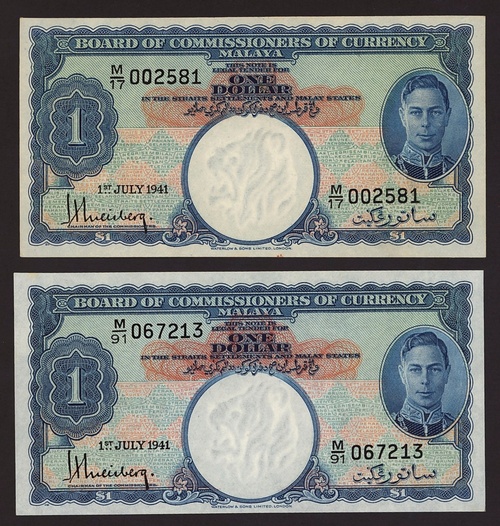 BOARD OF COMMISSIONERS OF CURRENCY
MALAYA
M/17 002581
THIS NOTE IS
LEGAL TENDER FOR
ONE
DOLLAR
IN THE STRAITS SETTLEMENTS AND MALAY STATES
1
1ST JULY 1941
M/17 002581
CHAIRMAN OF THE COMMISSIONERS
ساتو رڠݢيت
$1
$1
WATERLOW & SONS LIMITED, LONDON.
BOARD OF COMMISSIONERS OF CURRENCY
MALAYA
M/91 067213
THIS NOTE IS
LEGAL TENDER FOR
ONE
DOLLAR
IN THE STRAITS SETTLEMENTS AND MALAY STATES
1
1ST JULY 1941
M/91 067213
CHAIRMAN OF THE COMMISSIONERS
ساتو رڠݢيت
$1
$1
WATERLOW & SONS LIMITED, LONDON.